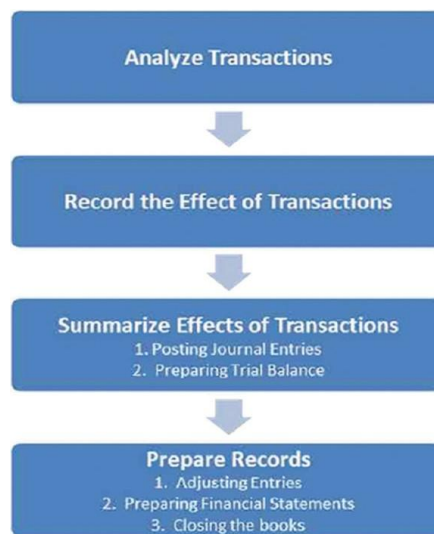 Analyze Transactions
Record the Effect of Transactions
Summarize Effects of Transactions
1. Posting Journal Entries
2. Preparing Trial Balance
Prepare Records
1. Adjusting Entries
2. Preparing Financial Statements
3. Closing the books